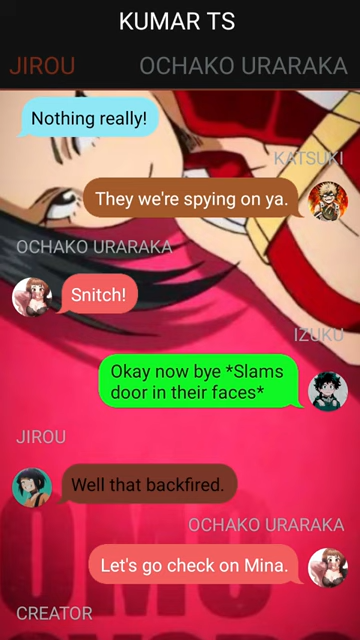 KUMAR TS
JIROU
OCHAKO URARAKA
Nothing really!
KATSUKI
They we're spying on ya.
OCHAKO URARAKA
Snitch!
IZUKU
Okay now bye *Slams
door in their faces*
JIROU
Well that backfired.
OCHAKO URARAKA
Let's go check on Mina.
CREATOR